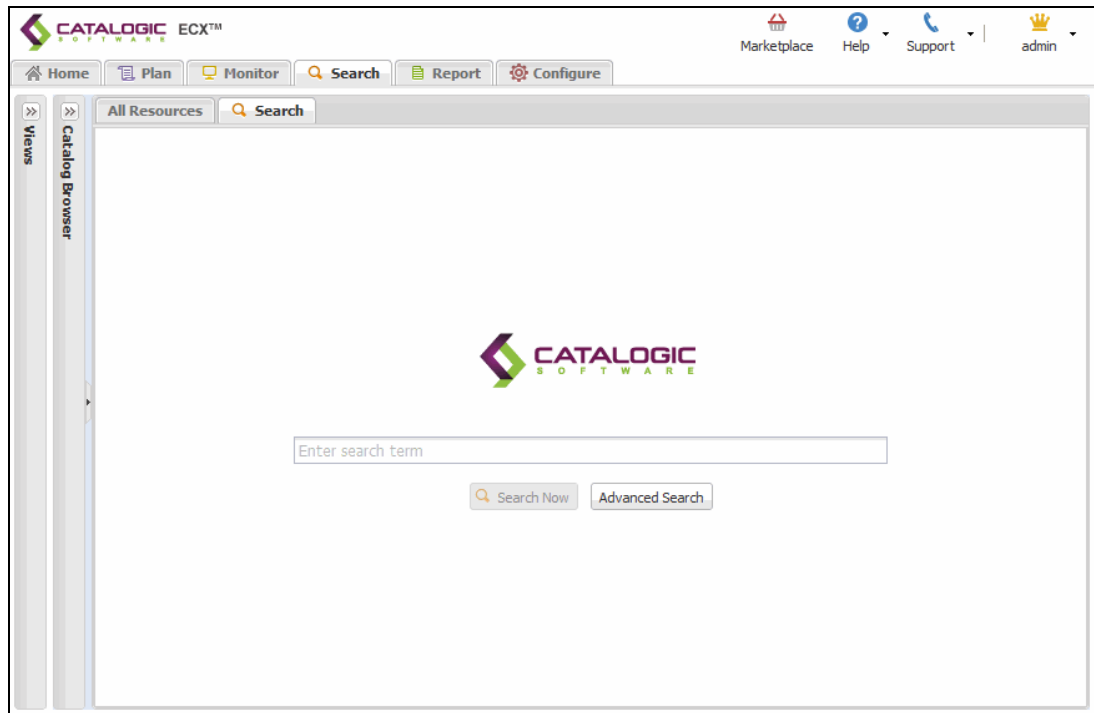 CATALOGIC ECX™
SOFTWARE
Marketplace Help Support admin
Home Plan Monitor Search Report Configure
All Resources Search
Views
Catalog Browser
CATALOGIC
SOFTWARE
Enter search term
Search Now Advanced Search